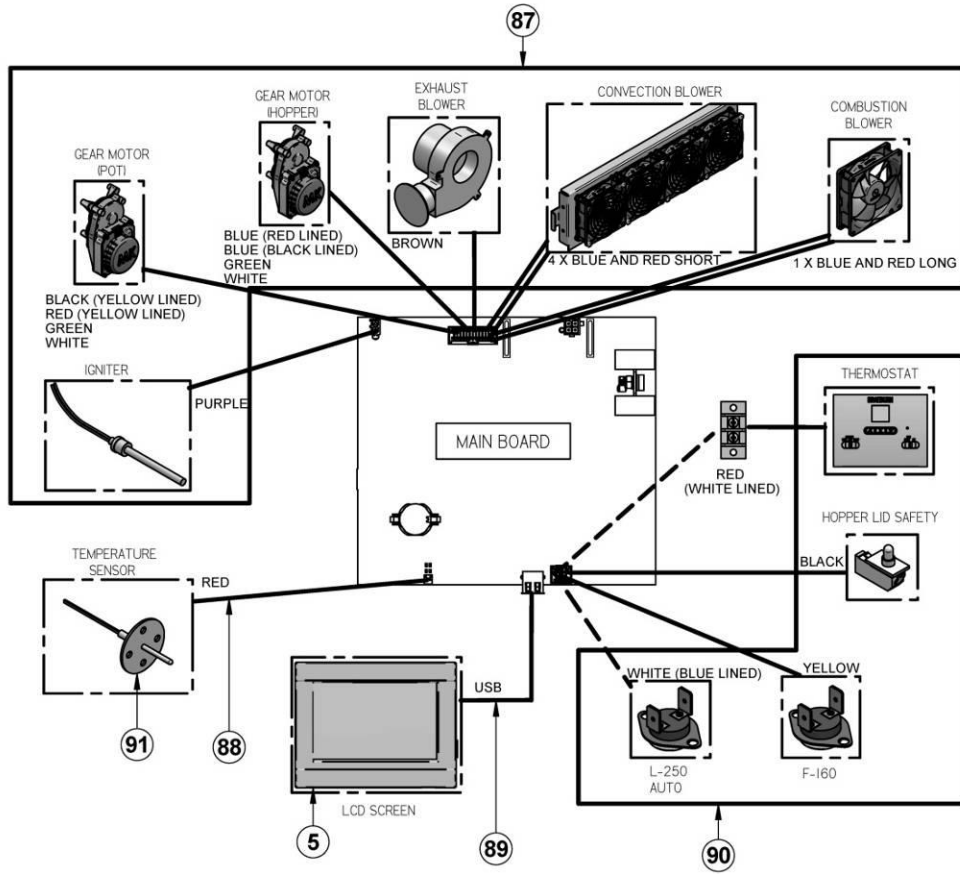 87
GEAR MOTOR
(HOPPER)
EXHAUST
BLOWER
CONVECTION BLOWER
COMBUSTION
BLOWER
GEAR MOTOR
(POT)
BLUE (RED LINED)
BLUE (BLACK LINED)
GREEN
WHITE
BROWN
4 X BLUE AND RED SHORT
1 X BLUE AND RED LONG
BLACK (YELLOW LINED)
RED (YELLOW LINED)
GREEN
WHITE
IGNITER
PURPLE
MAIN BOARD
THERMOSTAT
RED
(WHITE LINED)
HOPPER LID SAFETY
BLACK
TEMPERATURE
SENSOR
RED
USB
WHITE (BLUE LINED)
YELLOW
91
88
L-250
AUTO
F-160
LCD SCREEN
5
89
90